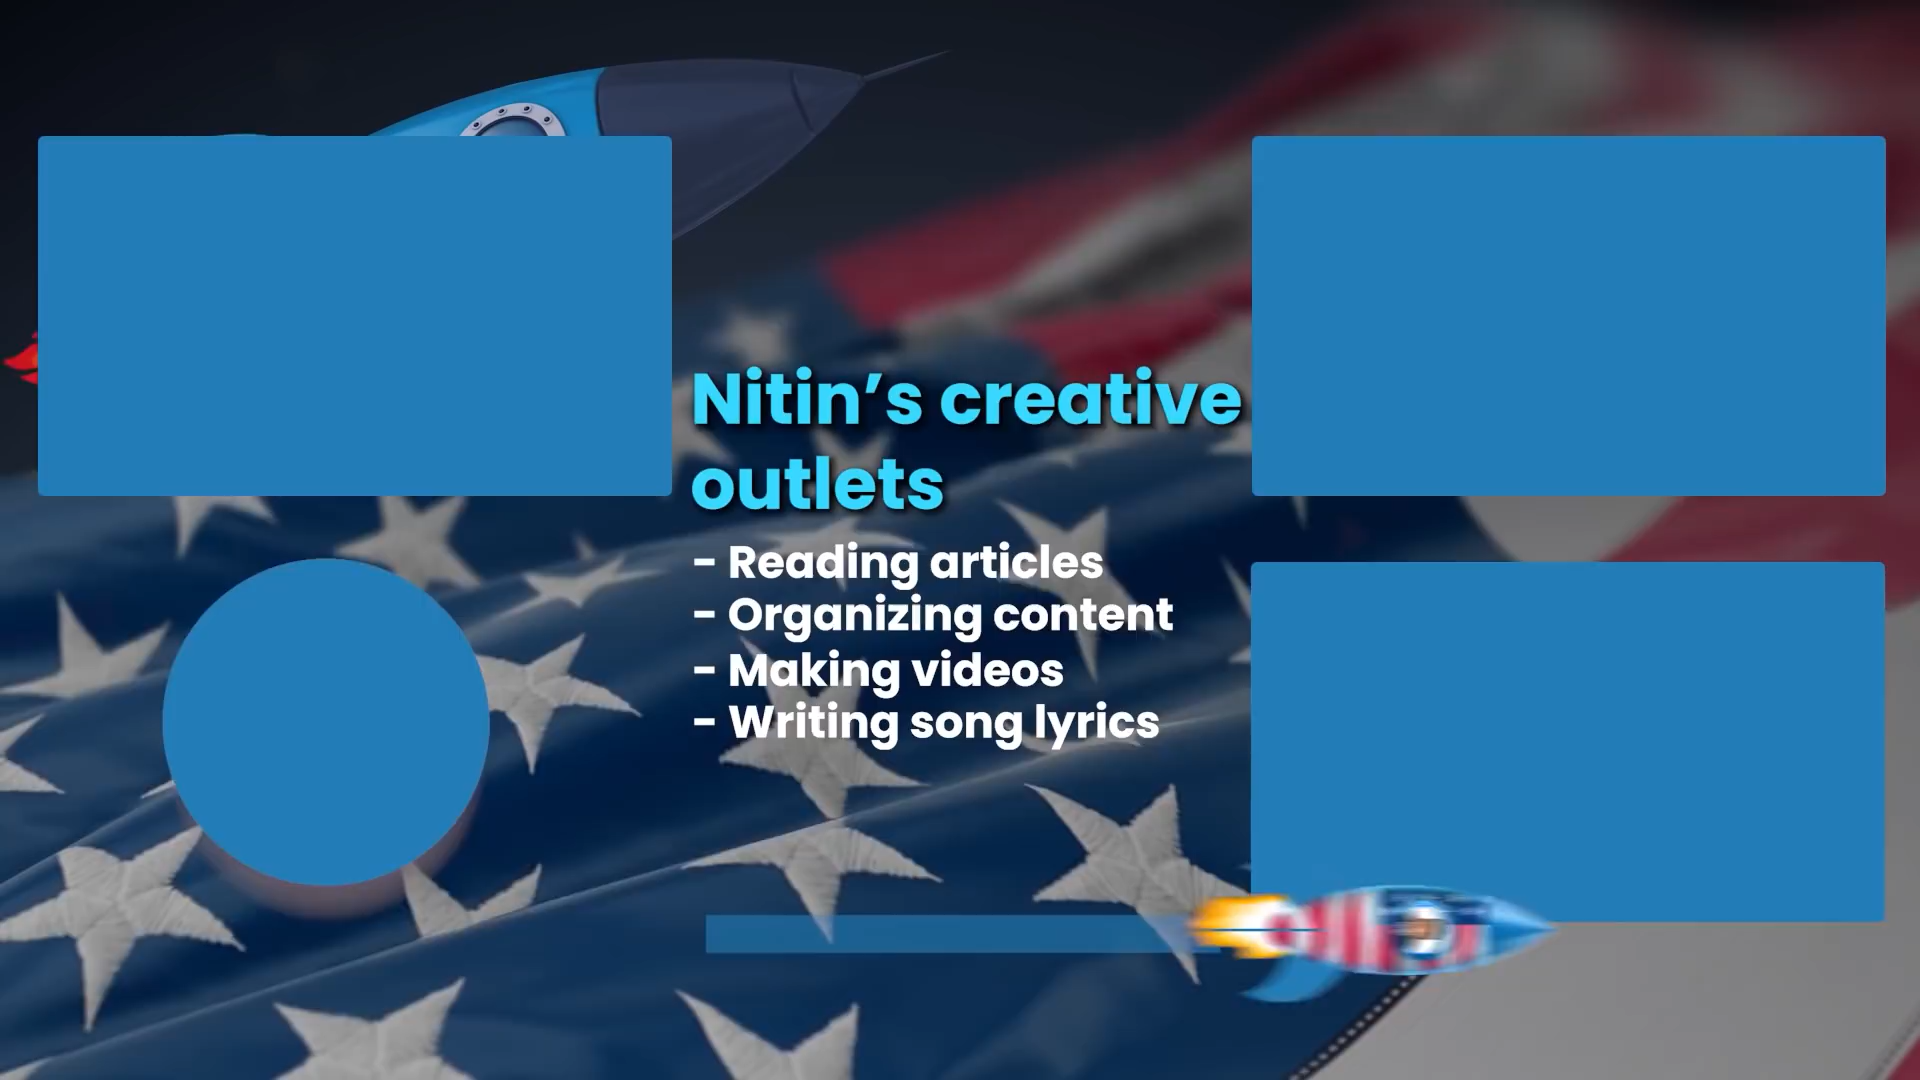 Nitin’s creative
outlets
- Reading articles
- Organizing content
- Making videos
- Writing song lyrics